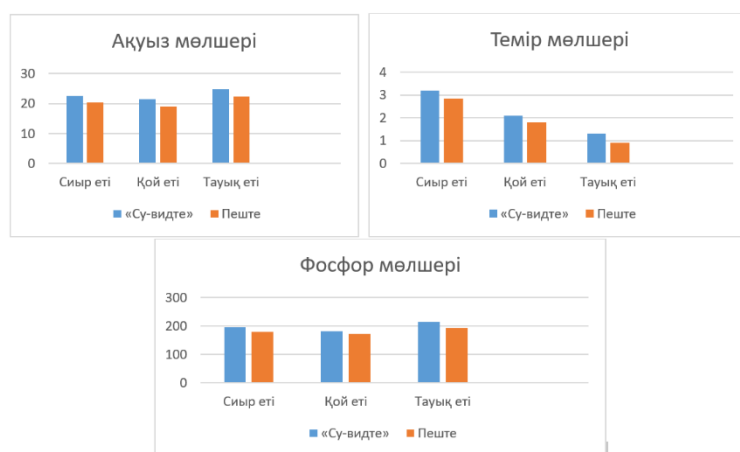 Ақуыз мөлшері
30
20
10
0
Сиыр еті Қой еті Тауық еті
«Су-видте» Пеште
Темір мөлшері
4
3
2
1
0
Сиыр еті Қой еті Тауық еті
«Су-видте» Пеште
Фосфор мөлшері
300
200
100
0
Сиыр еті Қой еті Тауық еті
«Су-видте» Пеште